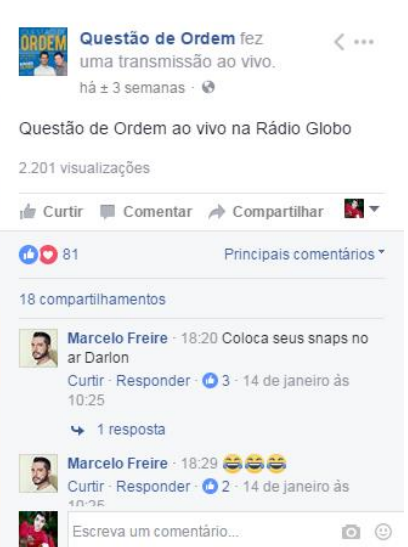 ORDEM
Questão de Ordem fez
uma transmissão ao vivo.
há ± 3 semanas ·
Questão de Ordem ao vivo na Rádio Globo
2.201 visualizações
Curtir Comentar Compartilhar
81 Principais comentários
18 compartilhamentos
Marcelo Freire · 18:20 Coloca seus snaps no
ar Darlon
Curtir · Responder · 3 · 14 de janeiro às
10:25
1 resposta
Marcelo Freire · 18:29 😂😂😂
Curtir · Responder · 2 · 14 de janeiro às
10:25
Escreva um comentário...